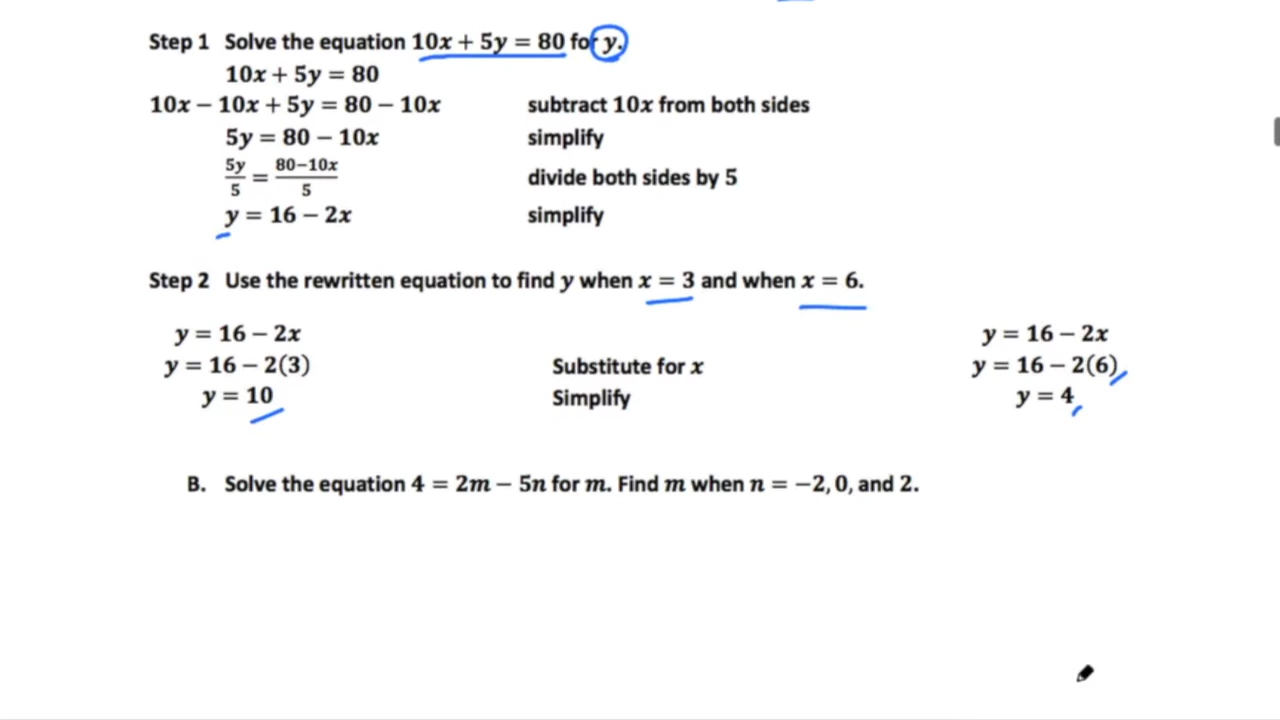 Step 1 Solve the equation 10x + 5y = 80 for y.
10x + 5y = 80
10x − 10x + 5y = 80 − 10x subtract 10x from both sides
5y = 80 − 10x simplify
5y/5 = 80−10x/5 divide both sides by 5
y = 16 − 2x simplify
Step 2 Use the rewritten equation to find y when x = 3 and when x = 6.
y = 16 − 2x y = 16 − 2x
y = 16 − 2(3) Substitute for x y = 16 − 2(6)
y = 10 Simplify y = 4
B. Solve the equation 4 = 2m − 5n for m. Find m when n = −2, 0, and 2.